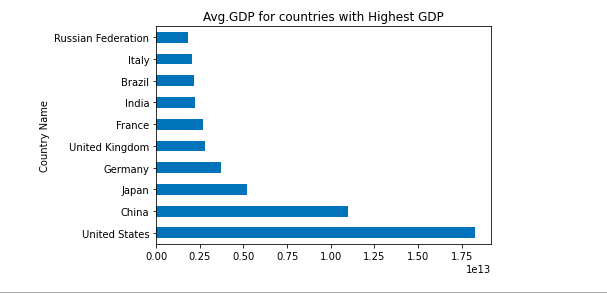 Avg.GDP for countries with Highest GDP
Country Name
Russian Federation
Italy
Brazil
India
France
United Kingdom
Germany
Japan
China
United States
0.00 0.25 0.50 0.75 1.00 1.25 1.50 1.75
1e13